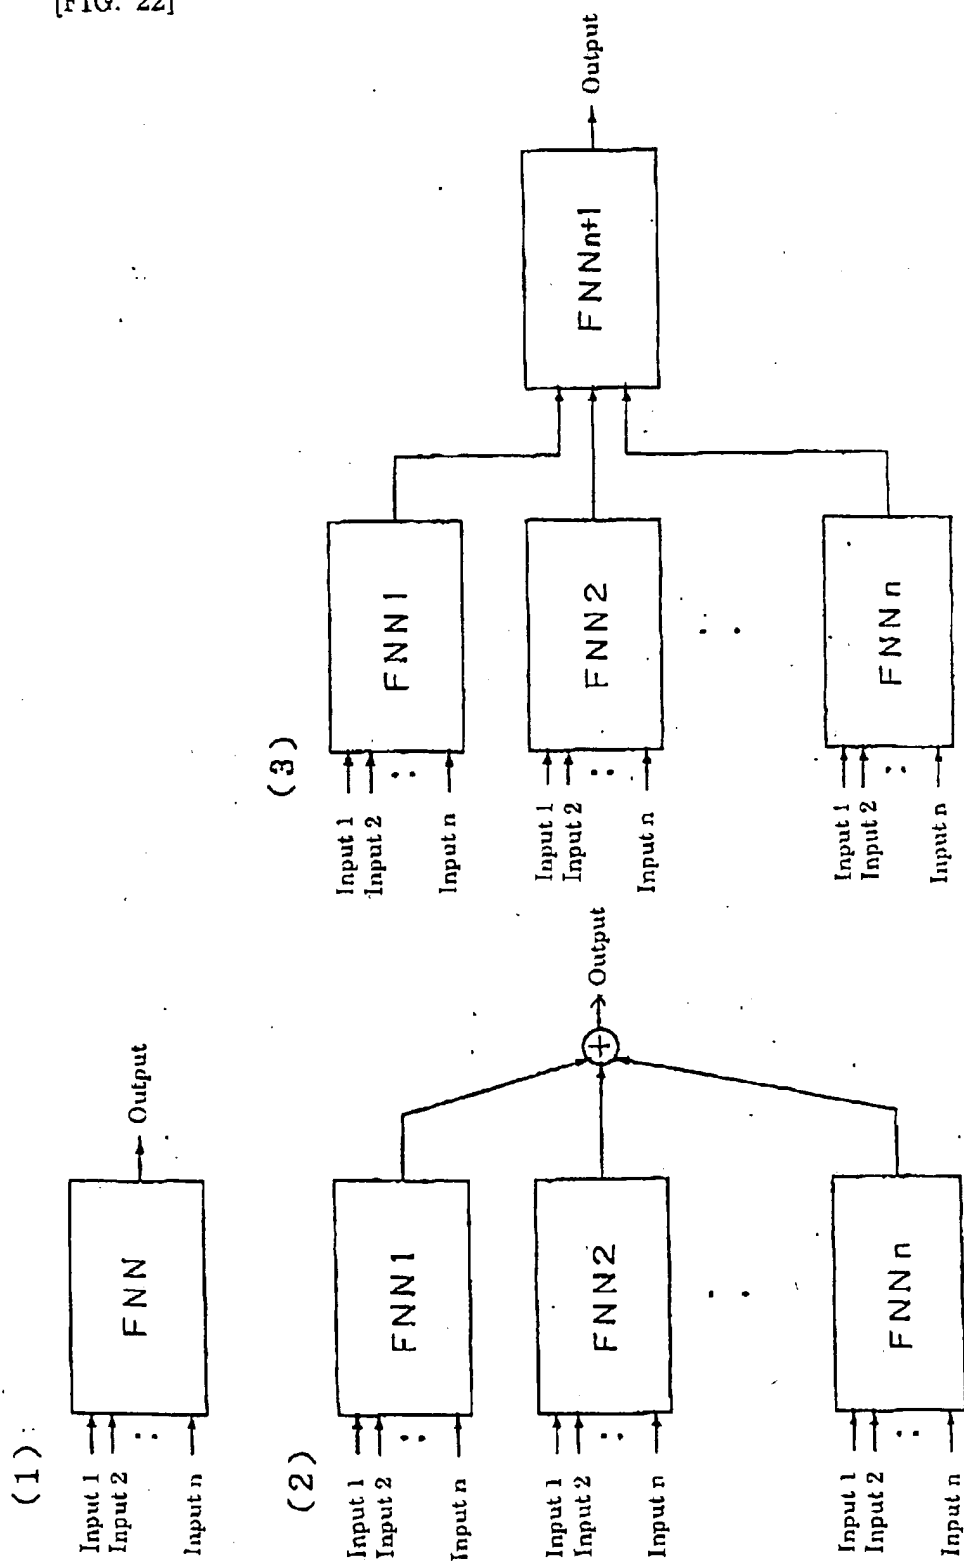 [FIG. 22]
(1)
Input 1
Input 2
Input n
FNN
Output
(2)
Input 1
Input 2
Input n
FNN1
Input 1
Input 2
Input n
FNN2
Input 1
Input 2
Input n
FNNn
+
Output
(3)
Input 1
Input 2
Input n
FNN1
Input 1
Input 2
Input n
FNN2
Input 1
Input 2
Input n
FNNn
FNNn+1
Output